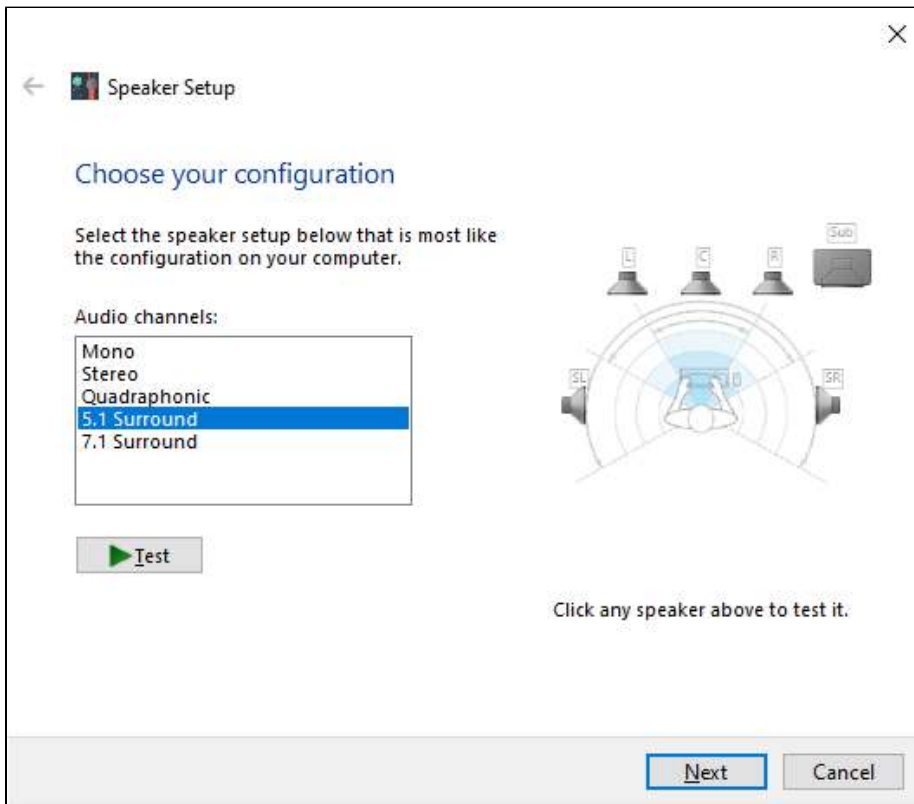 Speaker Setup
Choose your configuration
Select the speaker setup below that is most like
the configuration on your computer.
Audio channels:
Mono
Stereo
Quadraphonic
5.1 Surround
7.1 Surround
Test
L
C
R
Sub
SL
SR
Click any speaker above to test it.
Next
Cancel